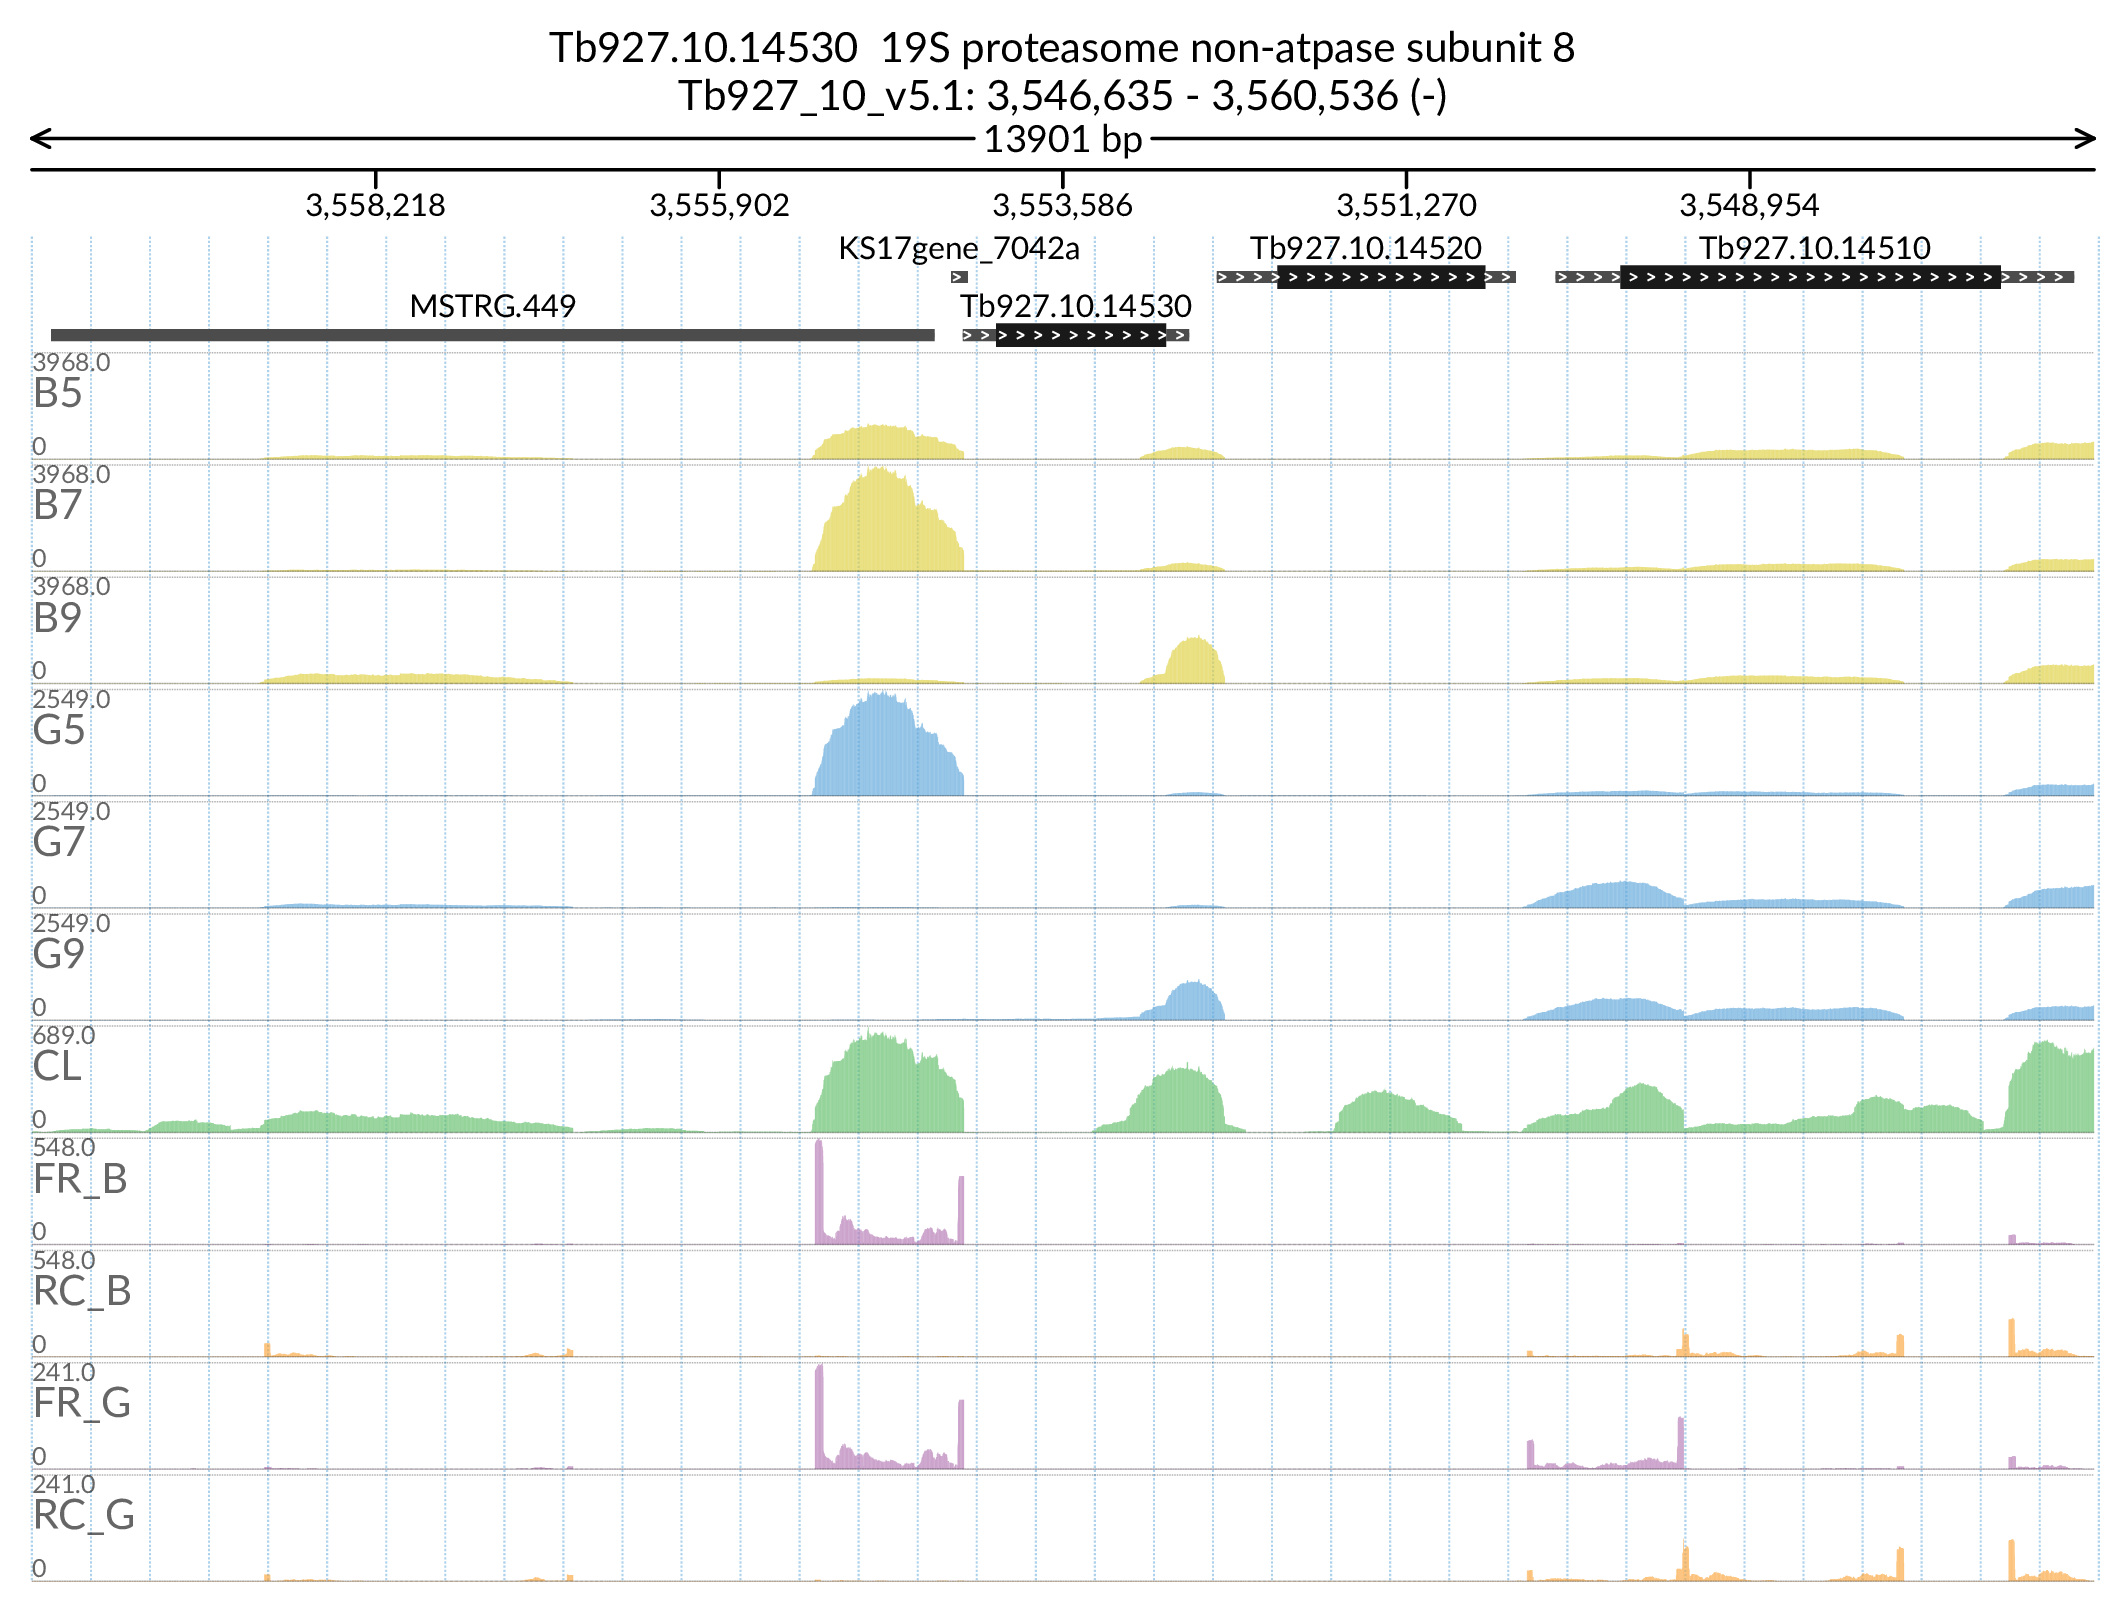 Tb927.10.14530  19S proteasome non-atpase subunit 8
Tb927_10_v5.1: 3,546,635 - 3,560,536 (-)
13901 bp
3,558,218 3,555,902 3,553,586 3,551,270 3,548,954
KS17gene_7042a Tb927.10.14520 Tb927.10.14510
MSTRG.449 Tb927.10.14530
3968.0
B5
0
3968.0
B7
0
3968.0
B9
0
2549.0
G5
0
2549.0
G7
0
2549.0
G9
0
689.0
CL
0
548.0
FR_B
0
548.0
RC_B
0
241.0
FR_G
0
241.0
RC_G
0